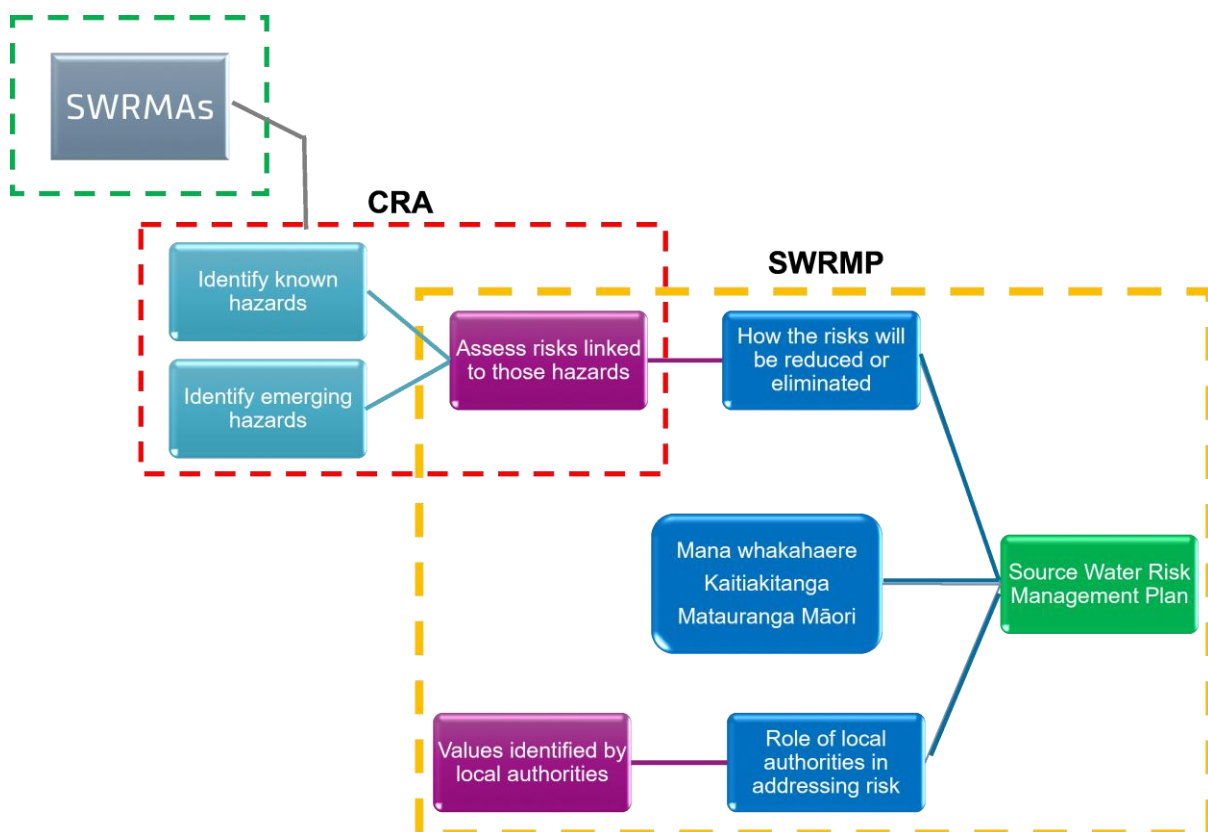 SWRMAs
CRA
Identify known
hazards
Identify emerging
hazards
Assess risks linked
to those hazards
SWRMP
How the risks will
be reduced or
eliminated
Mana whakahaere
Kaitiakitanga
Matauranga Māori
Source Water Risk
Management Plan
Values identified by
local authorities
Role of local
authorities in
addressing risk